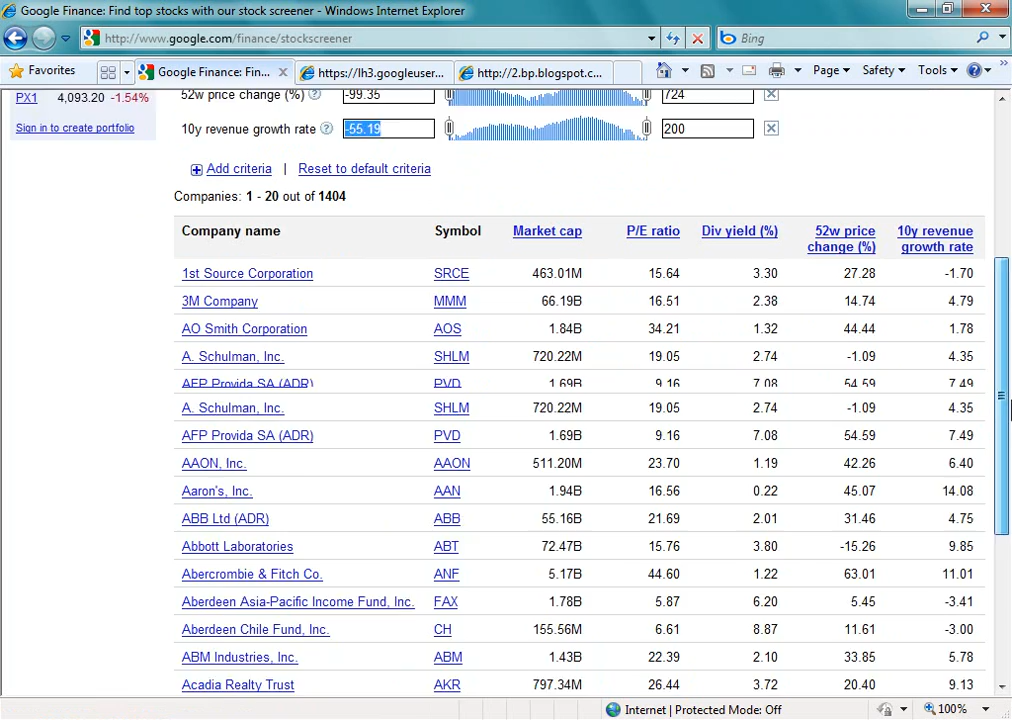 Google Finance: Find top stocks with our stock screener - Windows Internet Explorer
http://www.google.com/finance/stockscreener
Bing
Favorites
Google Finance: Fin...
https://lh3.googleuser...
http://2.bp.blogspot.c...
Page
Safety
Tools
PX1 4,093.20 -1.54%
Sign in to create portfolio
52w price change (%) -99.35 724
10y revenue growth rate -55.19 200
Add criteria | Reset to default criteria
Companies: 1 - 20 out of 1404
Company name Symbol Market cap P/E ratio Div yield (%) 52w price change (%) 10y revenue growth rate
1st Source Corporation SRCE 463.01M 15.64 3.30 27.28 -1.70
3M Company MMM 66.19B 16.51 2.38 14.74 4.79
AO Smith Corporation AOS 1.84B 34.21 1.32 44.44 1.78
A. Schulman, Inc. SHLM 720.22M 19.05 2.74 -1.09 4.35
AFP Provida SA (ADR) PVD 1.69B 9.16 7.08 54.59 7.49
A. Schulman, Inc. SHLM 720.22M 19.05 2.74 -1.09 4.35
AFP Provida SA (ADR) PVD 1.69B 9.16 7.08 54.59 7.49
AAON, Inc. AAON 511.20M 23.70 1.19 42.26 6.40
Aaron's, Inc. AAN 1.94B 16.56 0.22 45.07 14.08
ABB Ltd (ADR) ABB 55.16B 21.69 2.01 31.46 4.75
Abbott Laboratories ABT 72.47B 15.76 3.80 -15.26 9.85
Abercrombie & Fitch Co. ANF 5.17B 44.60 1.22 63.01 11.01
Aberdeen Asia-Pacific Income Fund, Inc. FAX 1.78B 5.87 6.20 5.45 -3.41
Aberdeen Chile Fund, Inc. CH 155.56M 6.61 8.87 11.61 -3.00
ABM Industries, Inc. ABM 1.43B 22.39 2.10 33.85 5.78
Acadia Realty Trust AKR 797.34M 26.44 3.72 20.40 9.13
Internet | Protected Mode: Off
100%